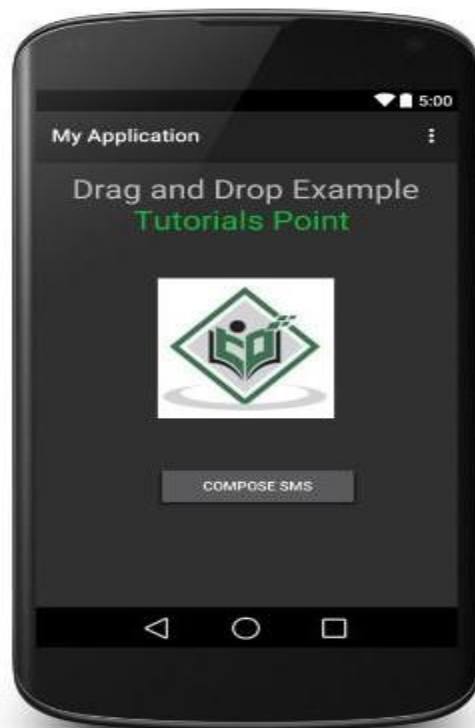 5:00
My Application
Drag and Drop Example
Tutorials Point
COMPOSE SMS